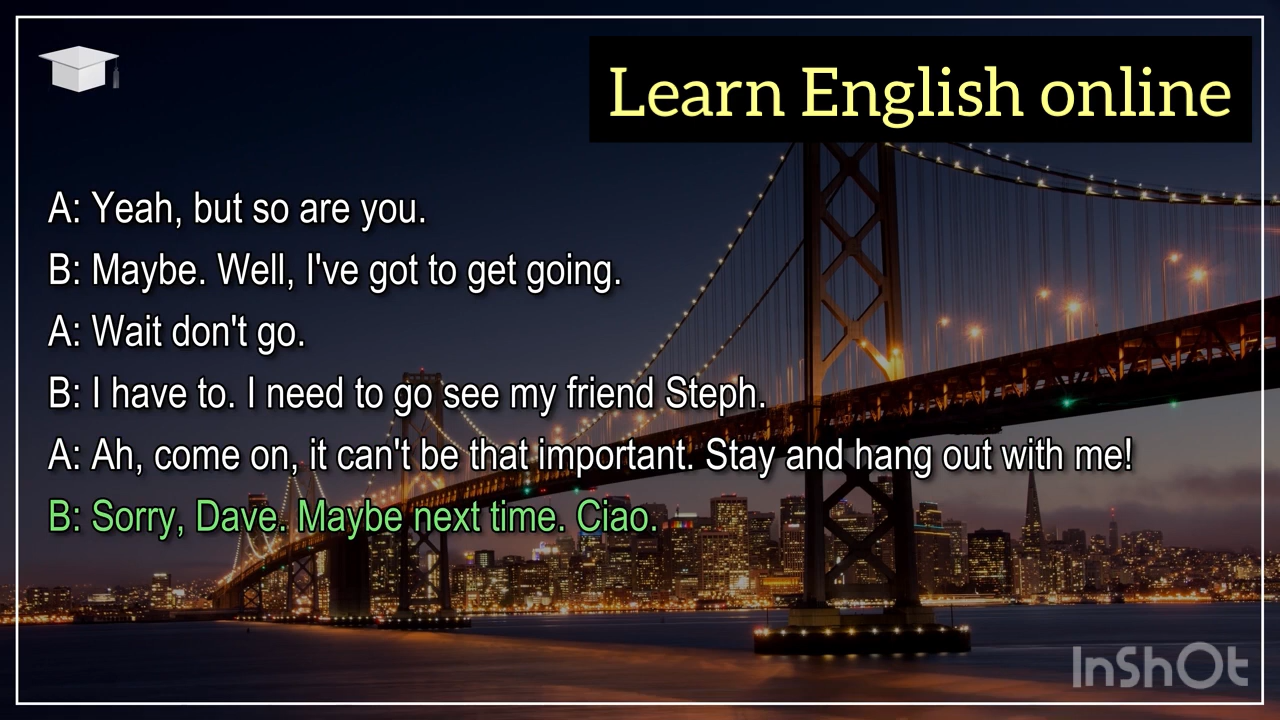 Learn English online
A: Yeah, but so are you.
B: Maybe. Well, I've got to get going.
A: Wait don't go.
B: I have to. I need to go see my friend Steph.
A: Ah, come on, it can't be that important. Stay and hang out with me!
B: Sorry, Dave. Maybe next time. Ciao.
InShOt